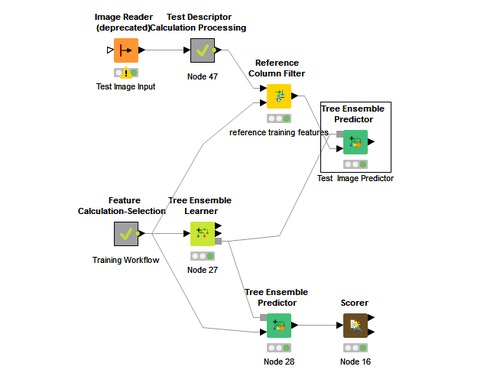 Image Reader
(deprecated)
Test Image Input
Test Descriptor
Calculation Processing
Node 47
Reference
Column Filter
reference training features
Tree Ensemble
Predictor
Test Image Predictor
Feature
Calculation-Selection
Training Workflow
Tree Ensemble
Learner
Node 27
Tree Ensemble
Predictor
Node 28
Scorer
Node 16